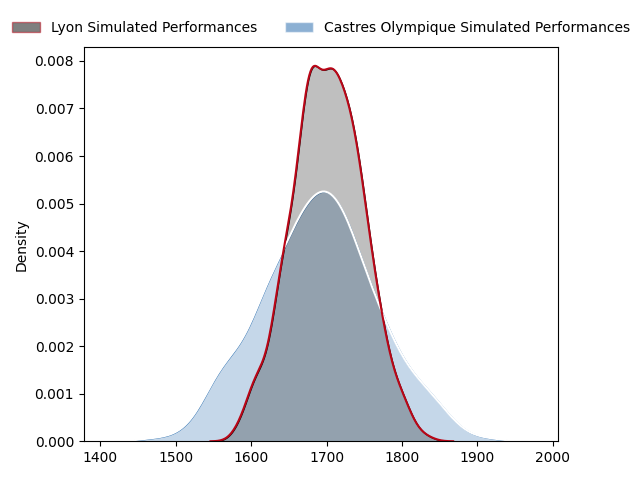 Lyon Simulated Performances
Castres Olympique Simulated Performances
Density
0.008
0.007
0.006
0.005
0.004
0.003
0.002
0.001
0.000
1400 1500 1600 1700 1800 1900 2000